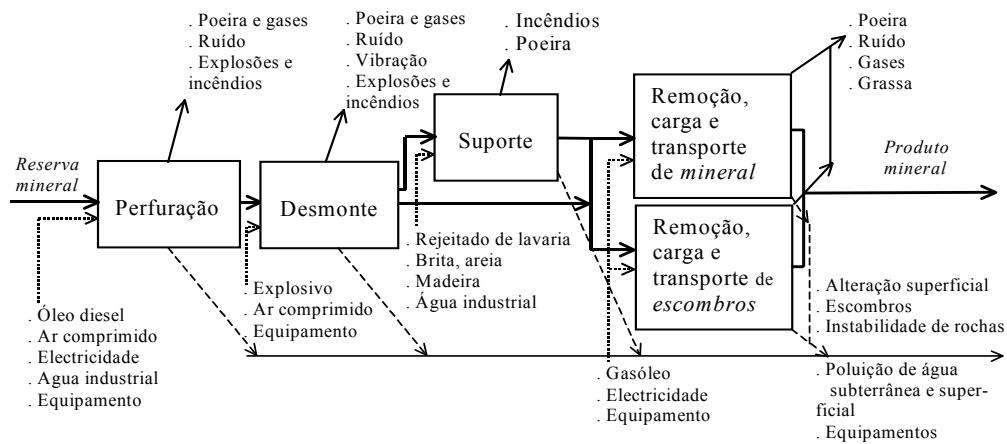 . Poeira e gases
. Ruído
. Explosões e
incêndios
. Poeira e gases
. Ruído
. Vibração
. Explosões e
incêndios
. Incêndios
. Poeira
. Poeira
. Ruído
. Gases
. Grassa
Reserva
mineral
Perfuração
Desmonte
Suporte
Remoção,
carga e
transporte
de mineral
Remoção,
carga e
transporte de
escombros
Produto
mineral
. Óleo diesel
. Ar comprimido
. Electricidade
. Agua industrial
. Equipamento
. Explosivo
. Ar comprimido
. Equipamento
. Rejeitado de lavaria
. Brita, areia
. Madeira
. Água industrial
. Gasóleo
. Electricidade
. Equipamento
. Alteração superficial
. Escombros
. Instabilidade de rochas
. Poluição de água
subterrânea e super-
ficial
. Equipamentos